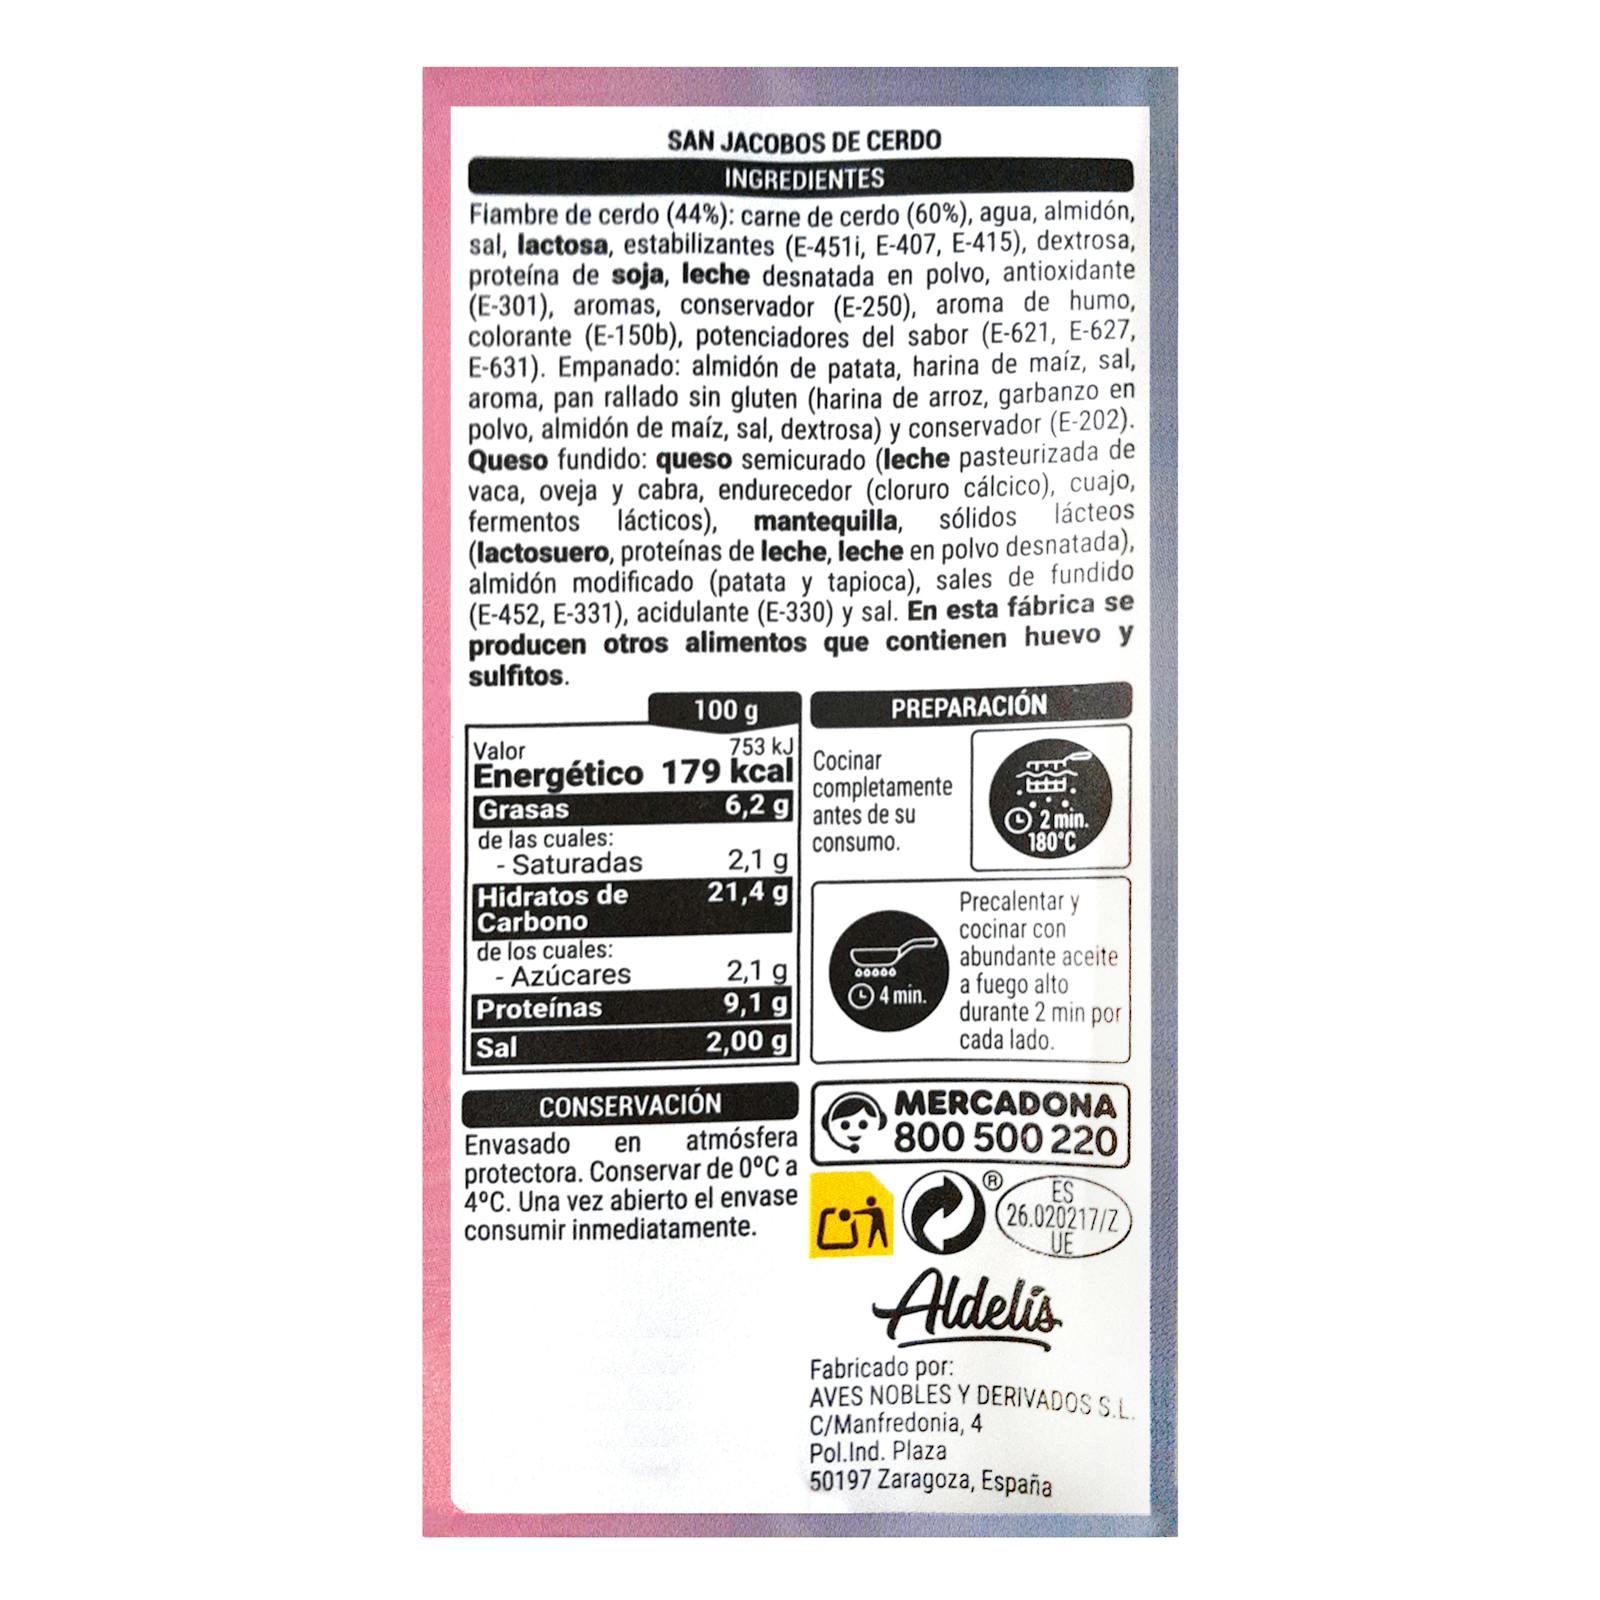 SAN JACOBOS DE CERDO
INGREDIENTES
Fiambre de cerdo (44%): carne de cerdo (60%), agua, almidón,
sal, lactosa, estabilizantes (E-451i, E-407, E-415), dextrosa,
proteína de soja, leche desnatada en polvo, antioxidante
(E-301), aromas, conservador (E-250), aroma de humo,
colorante (E-150b), potenciadores del sabor (E-621, E-627,
E-631). Empanado: almidón de patata, harina de maíz, sal,
aroma, pan rallado sin gluten (harina de arroz, garbanzo en
polvo, almidón de maíz, sal, dextrosa) y conservador (E-202).
Queso fundido: queso semicurado (leche pasteurizada de
vaca, oveja y cabra, endurecedor (cloruro cálcico), cuajo,
fermentos lácticos), mantequilla, sólidos lácteos
(lactosuero, proteínas de leche, leche en polvo desnatada),
almidón modificado (patata y tapioca), sales de fundido
(E-452, E-331), acidulante (E-330) y sal. En esta fábrica se
producen otros alimentos que contienen huevo y
sulfitos.
100 g
Valor 753 kJ
Energético 179 kcal
Grasas 6,2 g
de las cuales:
- Saturadas 2,1 g
Hidratos de 21,4 g
Carbono
de los cuales:
- Azúcares 2,1 g
Proteínas 9,1 g
Sal 2,00 g
PREPARACIÓN
Cocinar
completamente
antes de su
consumo.
2 min.
180°C
4 min.
Precalentar y
cocinar con
abundante aceite
a fuego alto
durante 2 min por
cada lado.
CONSERVACIÓN
Envasado en atmósfera
protectora. Conservar de 0ºC a
4ºC. Una vez abierto el envase
consumir inmediatamente.
MERCADONA
800 500 220
®
ES
26.020217/Z
UE
Aldelís
Fabricado por:
AVES NOBLES Y DERIVADOS S.L.
C/Manfredonia, 4
Pol.Ind. Plaza
50197 Zaragoza, España